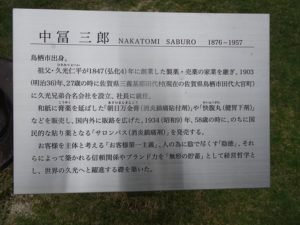 中冨 三郎 NAKATOMI SABURO 1876－1957
鳥栖市出身。
祖父・久光仁平が1847(弘化4)年に創業した製薬・売薬の家業を継ぎ、1903
(明治36)年、27歳の時に佐賀県三養基郡田代村(現在の佐賀県鳥栖市田代大官町)
に久光兄弟合名会社を設立、社長に就任。
和紙に膏薬を延ばした「朝日万金膏(消炎鎮痛貼付剤)」や「快腹丸(健胃下剤)」
などを販売し、国内外に販路を広げた。1934(昭和9)年、58歳の時に、のちに国
民的な貼り薬となる「サロンパス(消炎鎮痛剤)」を発売する。
お客様を主体と考える「お客様第一主義」、人の為に陰で尽くす「陰徳」、それ
らによって築かれる信頼関係やブランド力を「無形の貯蓄」として経営哲学と
し、世界の久光へと躍進する礎を築いた。